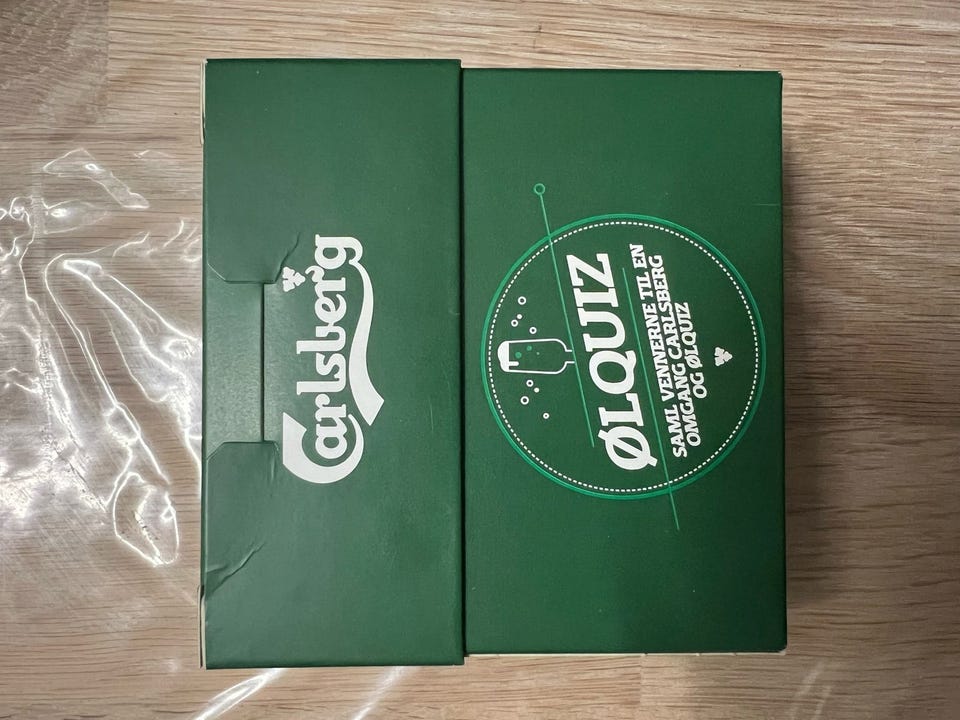 Carlsberg
ØLQUIZ
SAML VENNERNE TIL EN
OMGANG CARLSBERG
OG ØLQUIZ